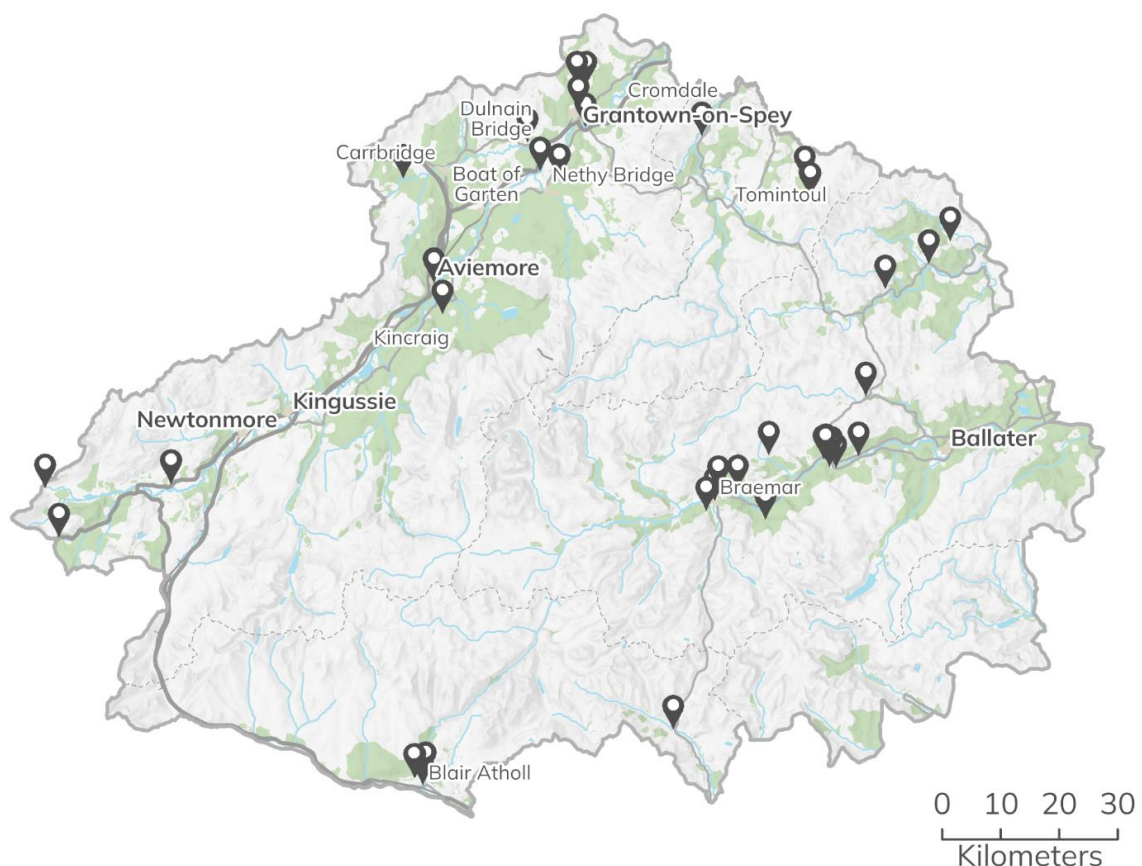 Cromdale
Dulnain
Bridge
Grantown-on-Spey
Carrbridge
Boat of
Garten
Nethy Bridge
Tomintoul
Aviemore
Kincraig
Kingussie
Newtonmore
Ballater
Braemar
Blair Atholl
0 10 20 30
Kilometers